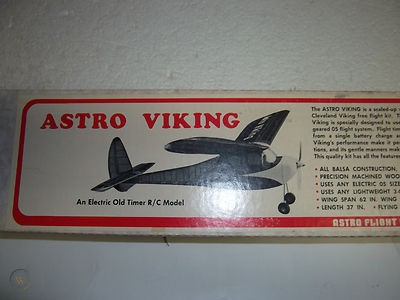 ASTRO VIKING
An Electric Old Timer R/C Model
The ASTRO VIKING is a scaled-up
Cleveland Viking free flight kit. T
Viking is specially designed to use
geared 05 flight system. Flight tim
from a single battery charge a
Viking's performance make it pe
tions, and its gentle manners mak
This quality kit has all the feature
• ALL BALSA CONSTRUCTION,
• PRECISION MACHINED WOO
• USES ANY ELECTRIC 05 SIZE
• USES ANY LIGHTWEIGHT 3-
• WING SPAN 62 IN. WING
• LENGTH 37 IN. • FLYING
ASTRO FLIGHT